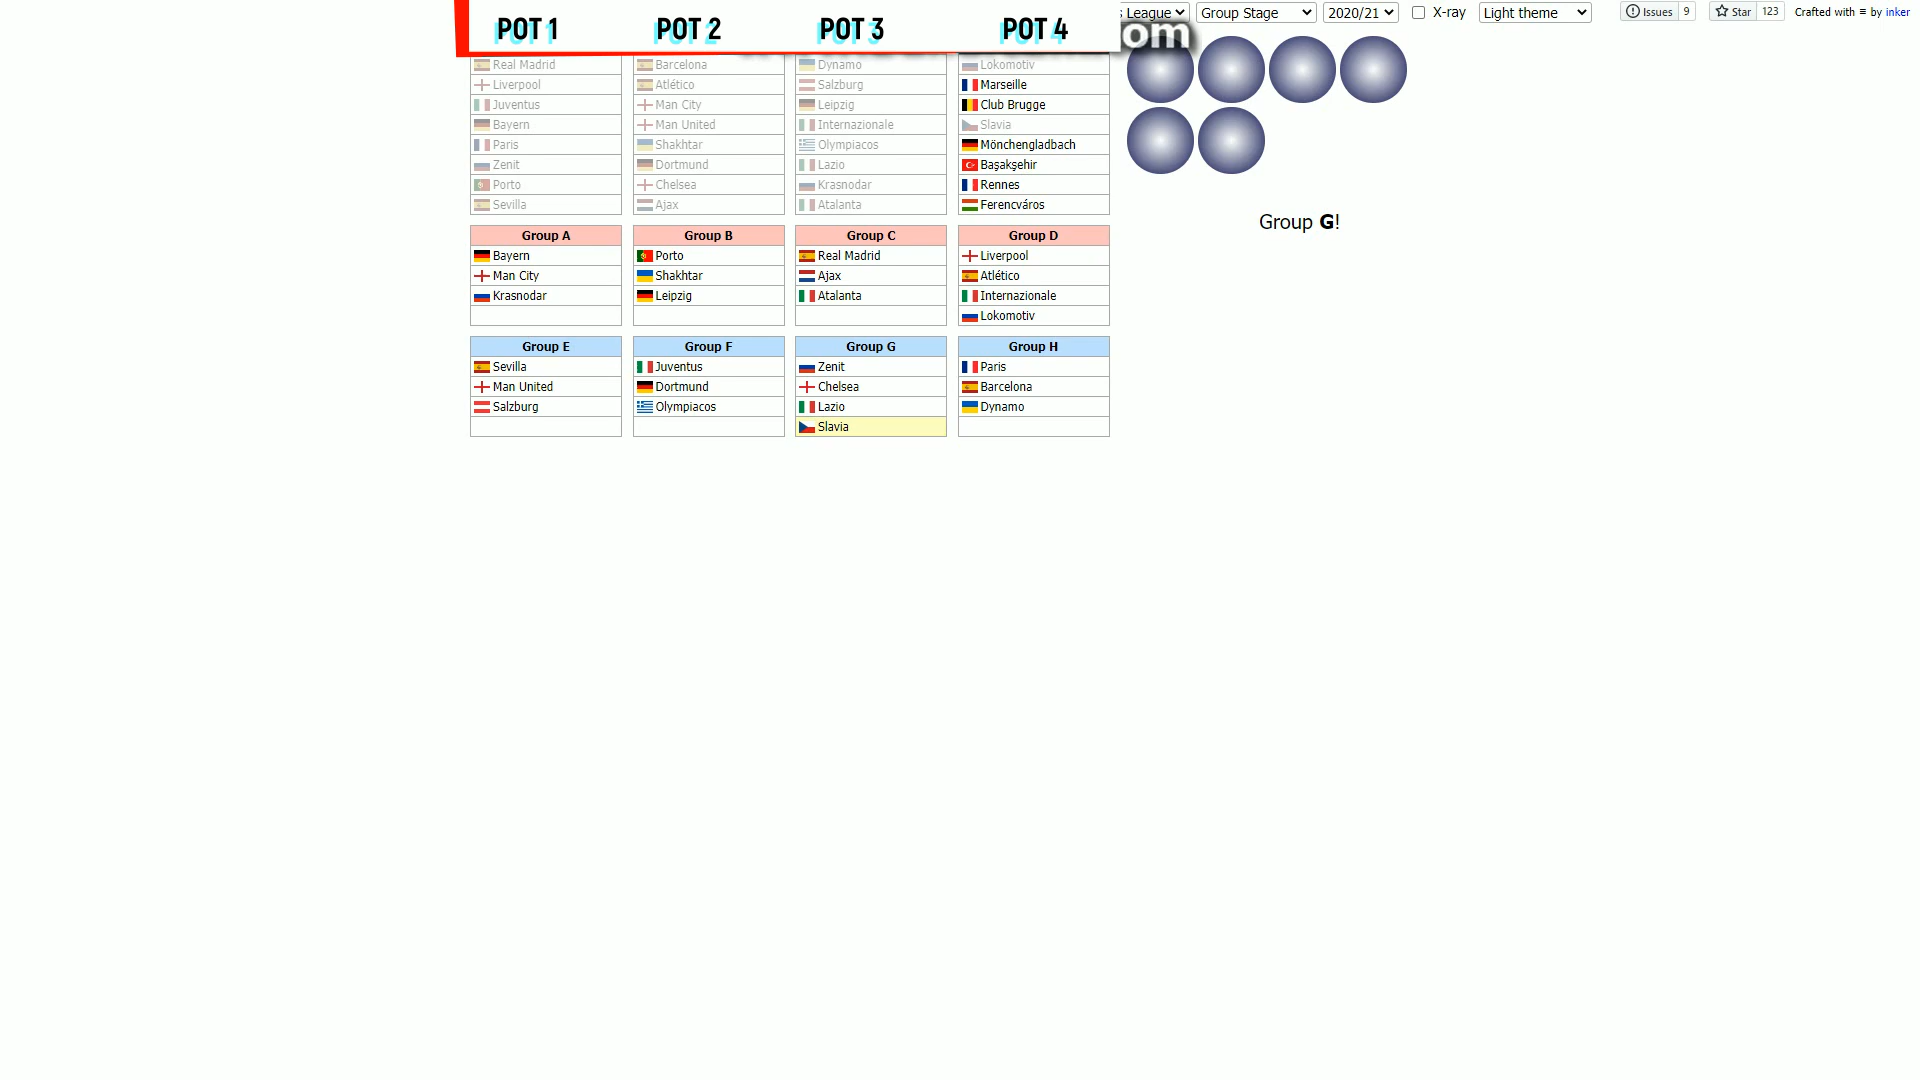 POT 1 POT 2 POT 3 POT 4
s League Group Stage 2020/21 X-ray Light theme Issues 9 Star 123 Crafted with = by inker
om
Real Madrid Barcelona Dynamo Lokomotiv
Liverpool Atlético Salzburg Marseille
Juventus Man City Leipzig Club Brugge
Bayern Man United Internazionale Slavia
Paris Shakhtar Olympiacos Mönchengladbach
Zenit Dortmund Lazio Başakşehir
Porto Chelsea Krasnodar Rennes
Sevilla Ajax Atalanta Ferencváros
Group G!
Group A Group B Group C Group D
Bayern Porto Real Madrid Liverpool
Man City Shakhtar Ajax Atlético
Krasnodar Leipzig Atalanta Internazionale
Lokomotiv
Group E Group F Group G Group H
Sevilla Juventus Zenit Paris
Man United Dortmund Chelsea Barcelona
Salzburg Olympiacos Lazio Dynamo
Slavia